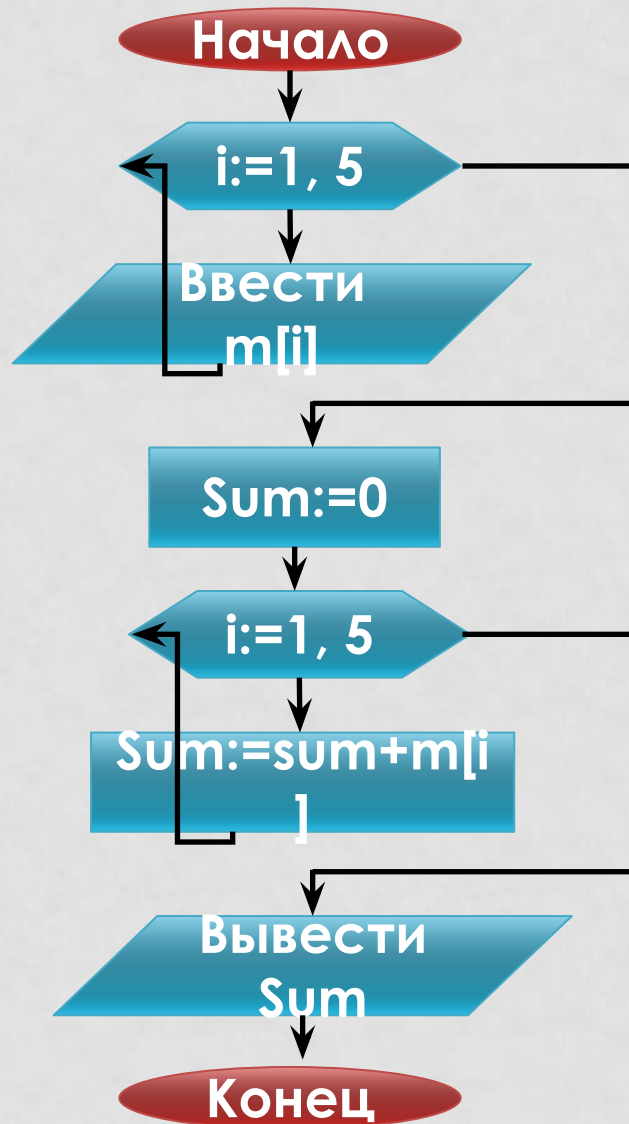 Начало
i:=1, 5
Ввести
m[i]
Sum:=0
i:=1, 5
Sum:=sum+m[i
]
Вывести
Sum
Конец